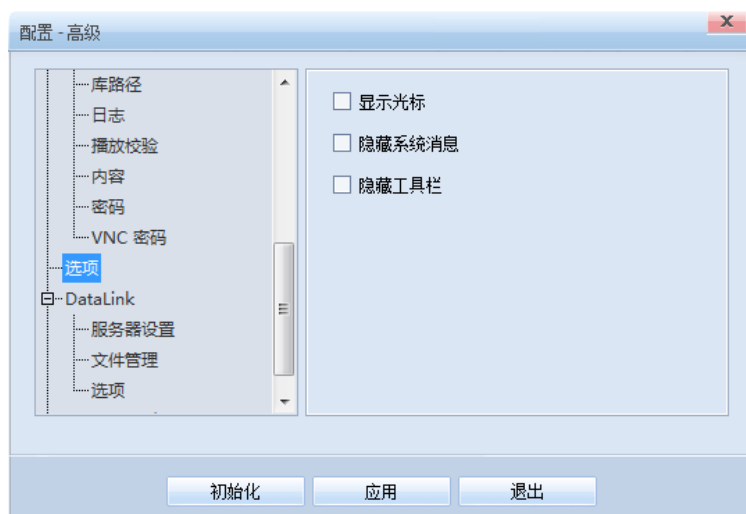 配置 - 高级
库路径
日志
播放校验
内容
密码
VNC 密码
选项
DataLink
服务器设置
文件管理
选项
显示光标
隐藏系统消息
隐藏工具栏
初始化
应用
退出